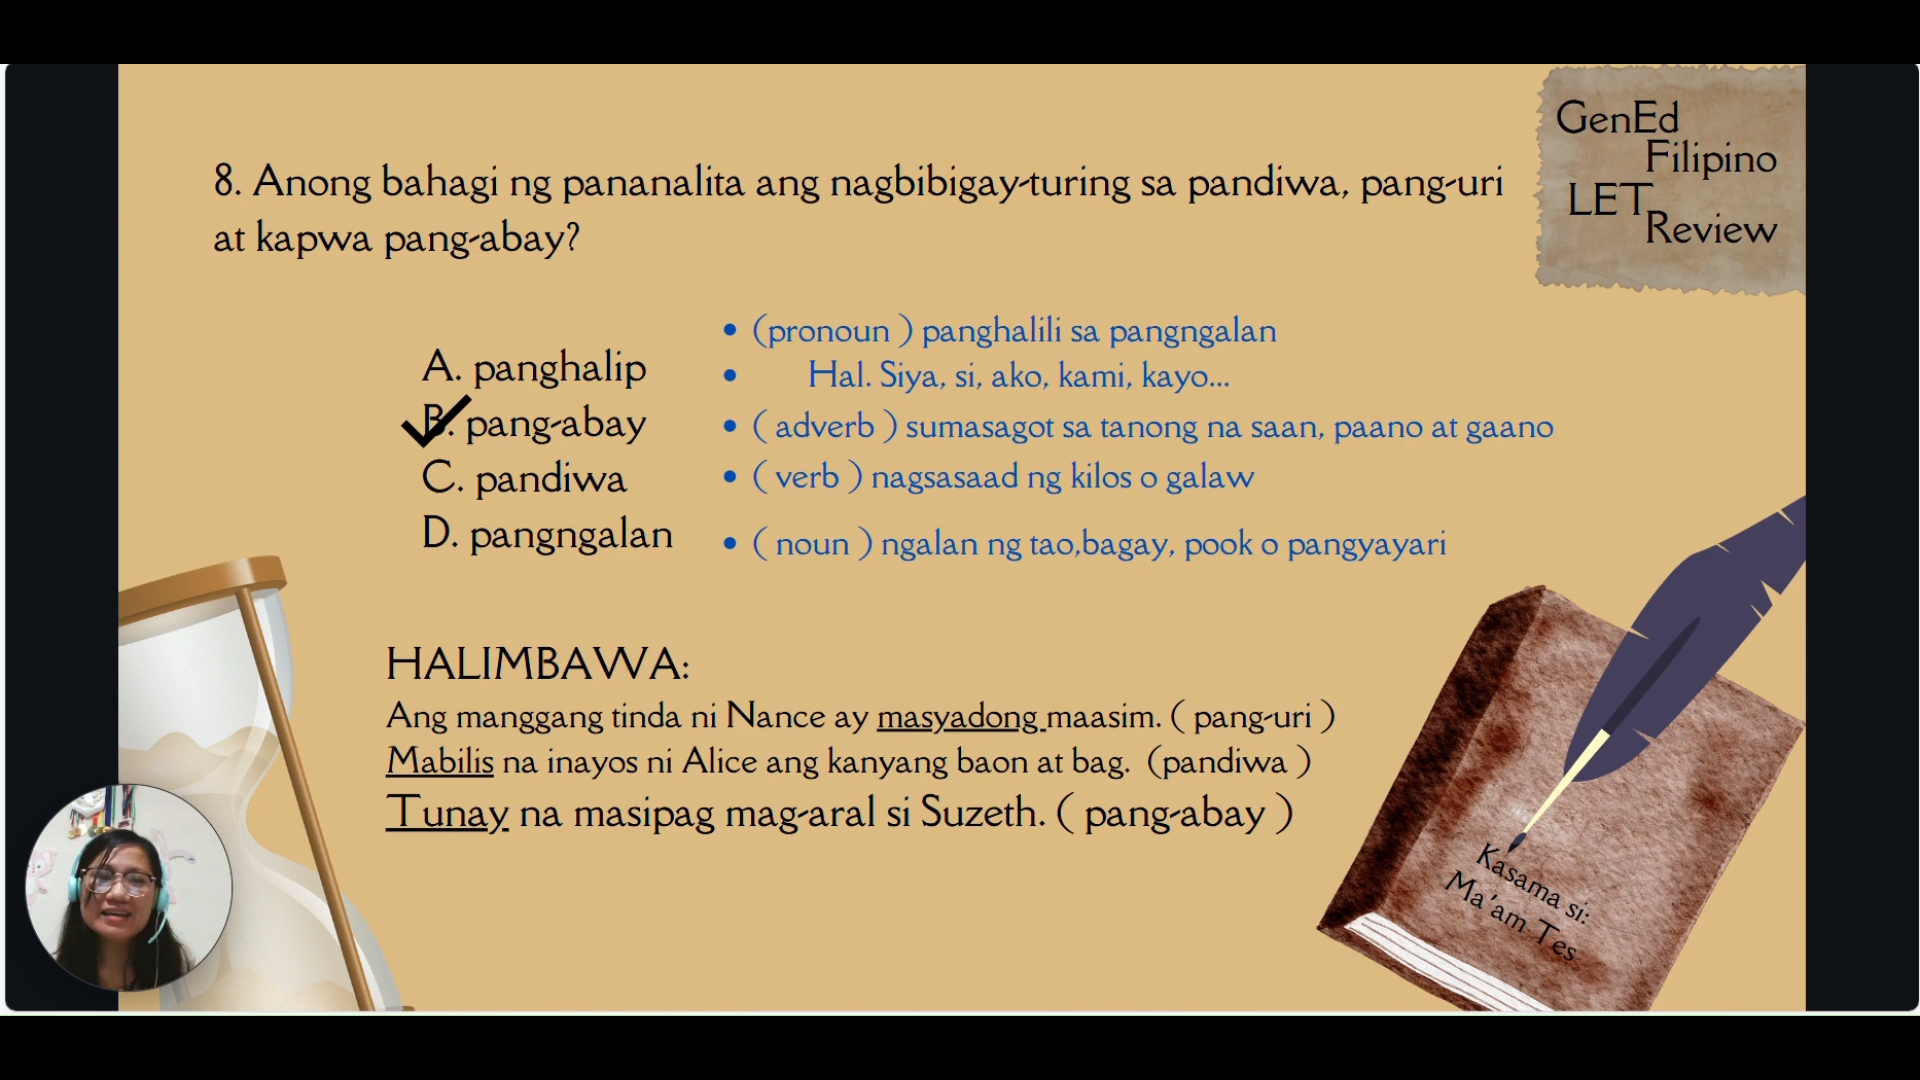 GenEd
Filipino
LET
Review
8. Anong bahagi ng pananalita ang nagbibigay-turing sa pandiwa, pang-uri
at kapwa pang-abay?
A. panghalip
B. pang-abay
C. pandiwa
D. pangngalan
• (pronoun ) panghalili sa pangngalan
• Hal. Siya, si, ako, kami, kayo...
• ( adverb ) sumasagot sa tanong na saan, paano at gaano
• ( verb ) nagsasaad ng kilos o galaw
• ( noun ) ngalan ng tao,bagay, pook o pangyayari
HALIMBAWA:
Ang manggang tinda ni Nance ay masyadong maasim. ( pang-uri )
Mabilis na inayos ni Alice ang kanyang baon at bag. (pandiwa )
Tunay na masipag mag-aral si Suzeth. ( pang-abay )
Kasama si:
Ma'am Tes